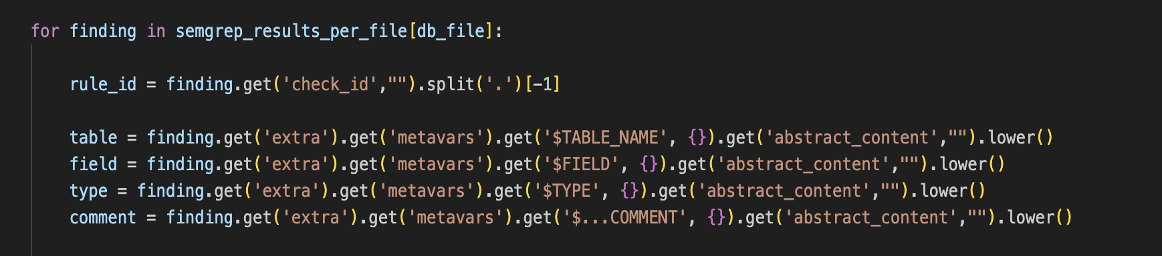 for finding in semgrep_results_per_file[db_file]:
rule_id = finding.get('check_id',"").split('.')[-1]
table = finding.get('extra').get('metavars').get('$TABLE_NAME', {}).get('abstract_content',"").lower()
field = finding.get('extra').get('metavars').get('$FIELD', {}).get('abstract_content',"").lower()
type = finding.get('extra').get('metavars').get('$TYPE', {}).get('abstract_content',"").lower()
comment = finding.get('extra').get('metavars').get('$...COMMENT', {}).get('abstract_content',"").lower()